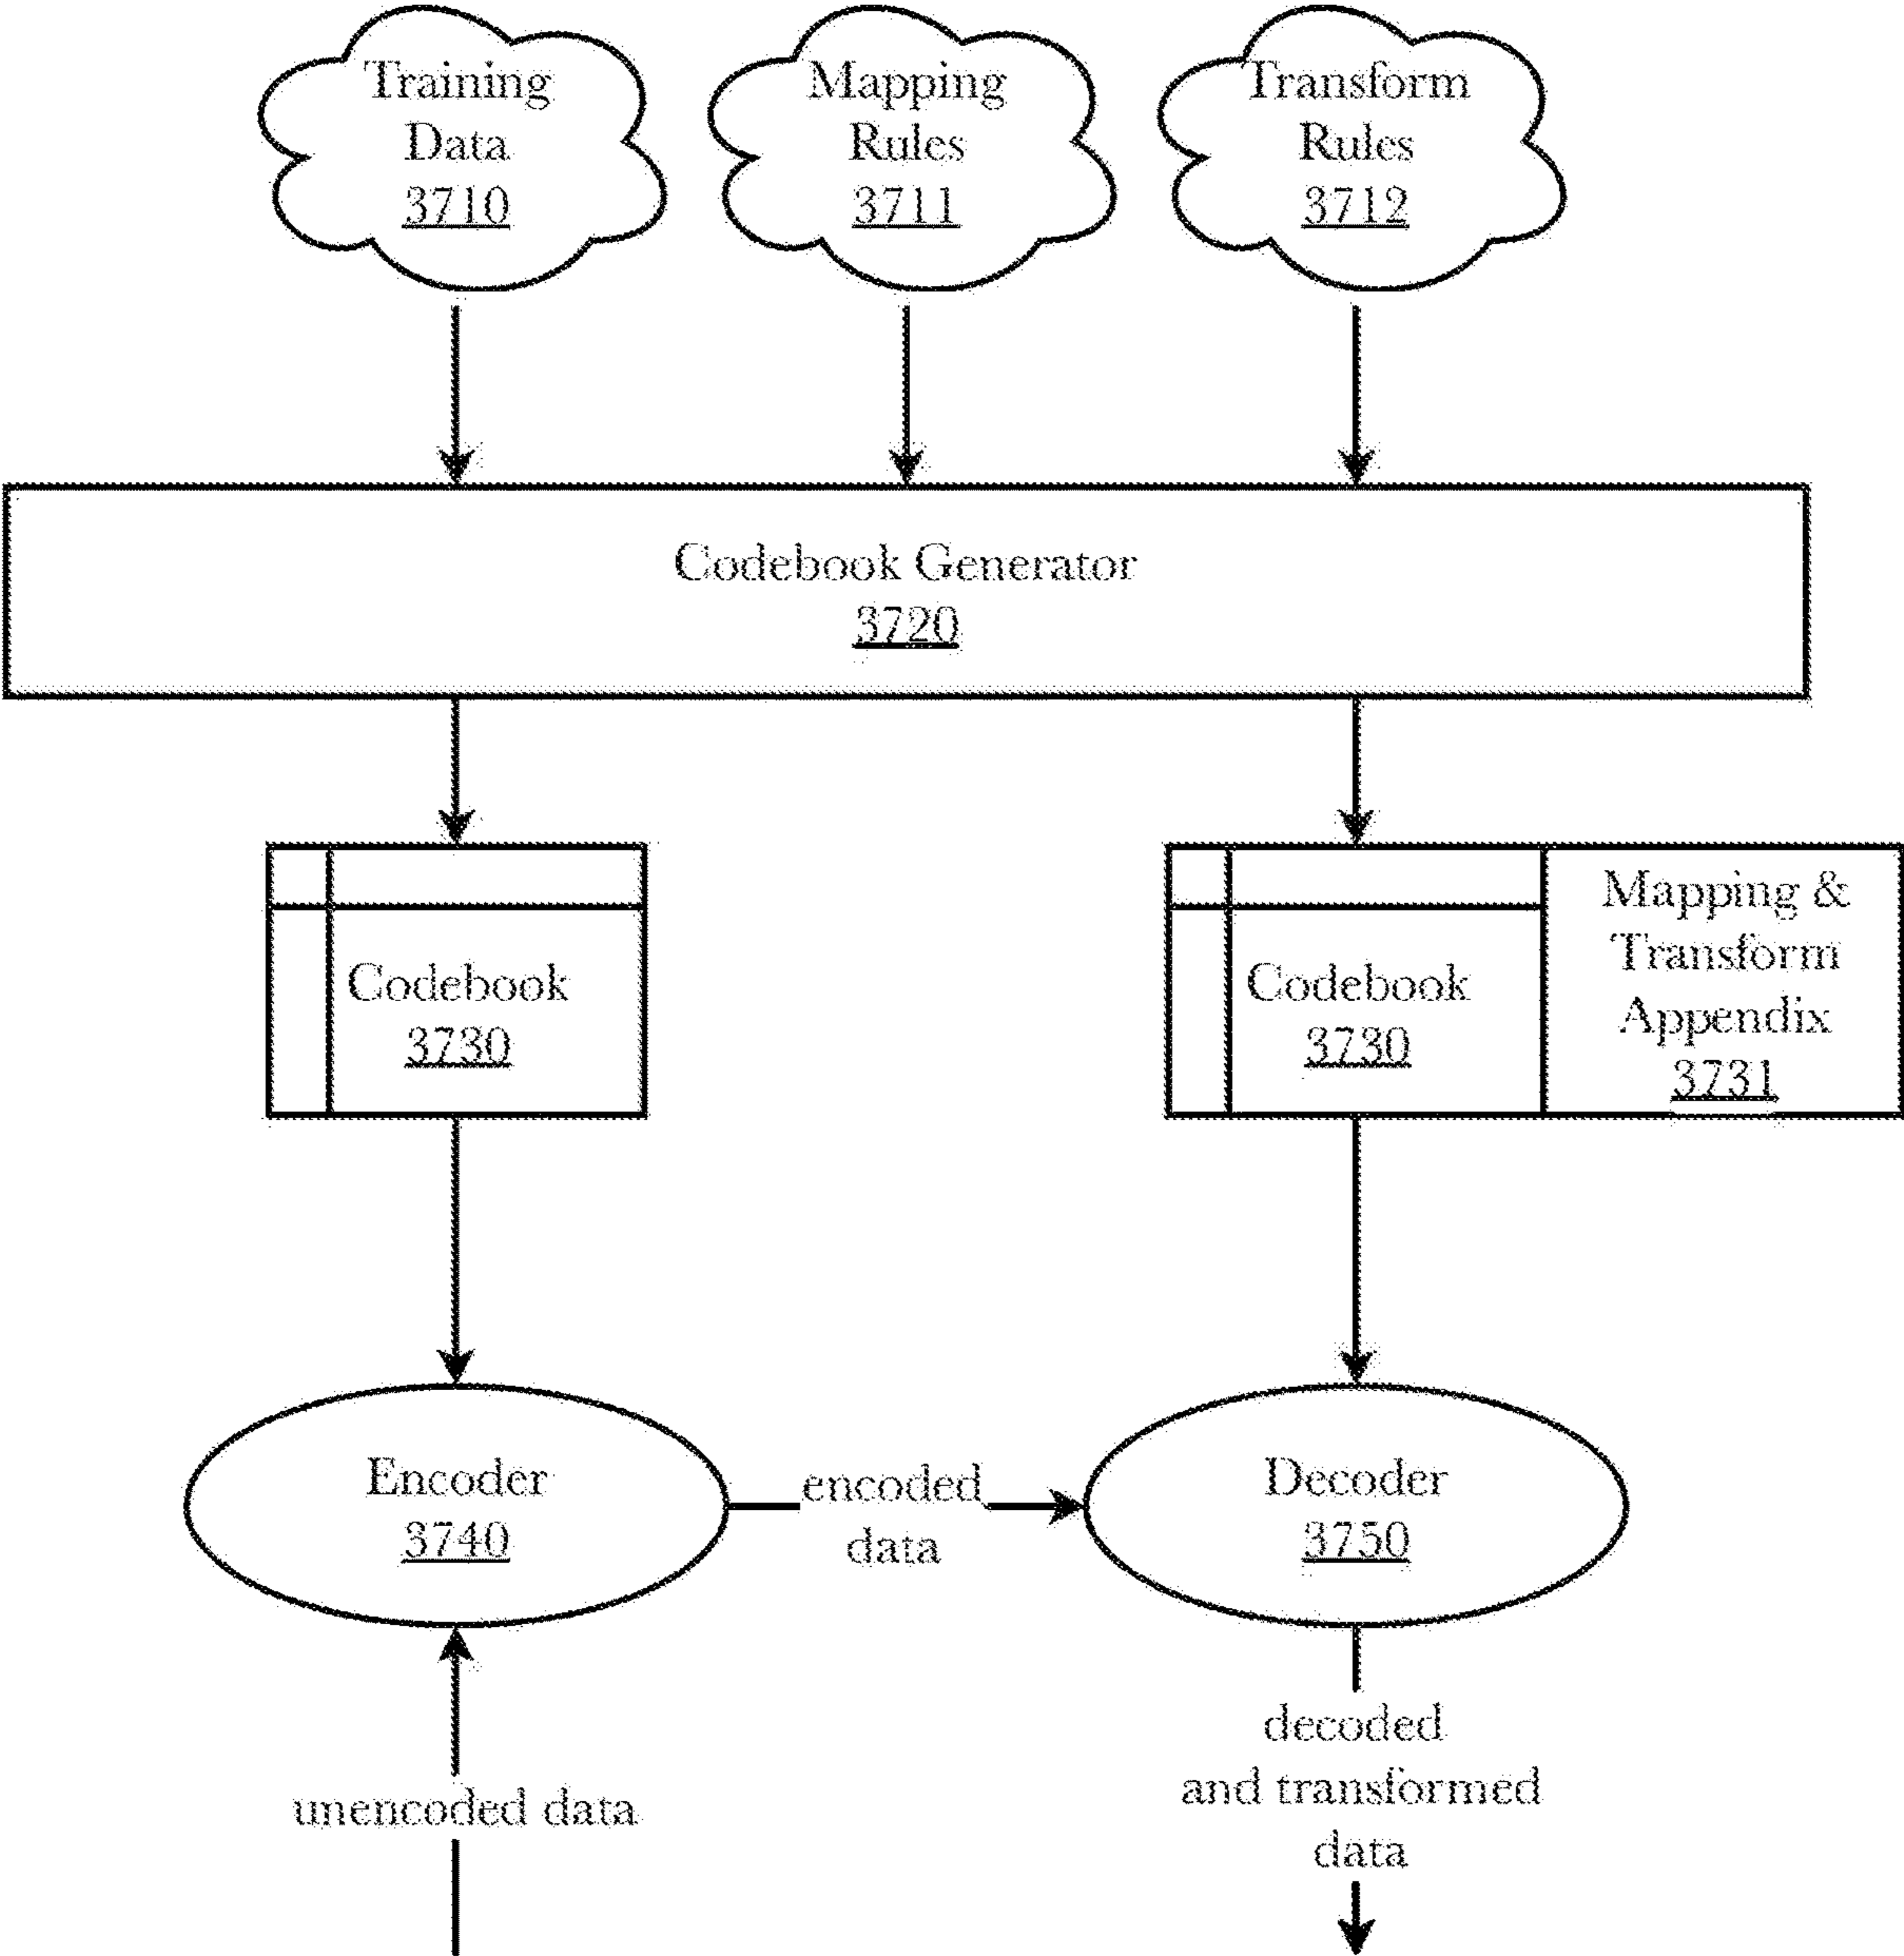 Training
Data
3710
Mapping
Rules
3711
Transform
Rules
3712
Codebook Generator
3720
Codebook
3730
Codebook
3730
Mapping &
Transform
Appendix
3731
Encoder
3740
encoded
data
Decoder
3750
unencoded data
decoded
and transformed
data